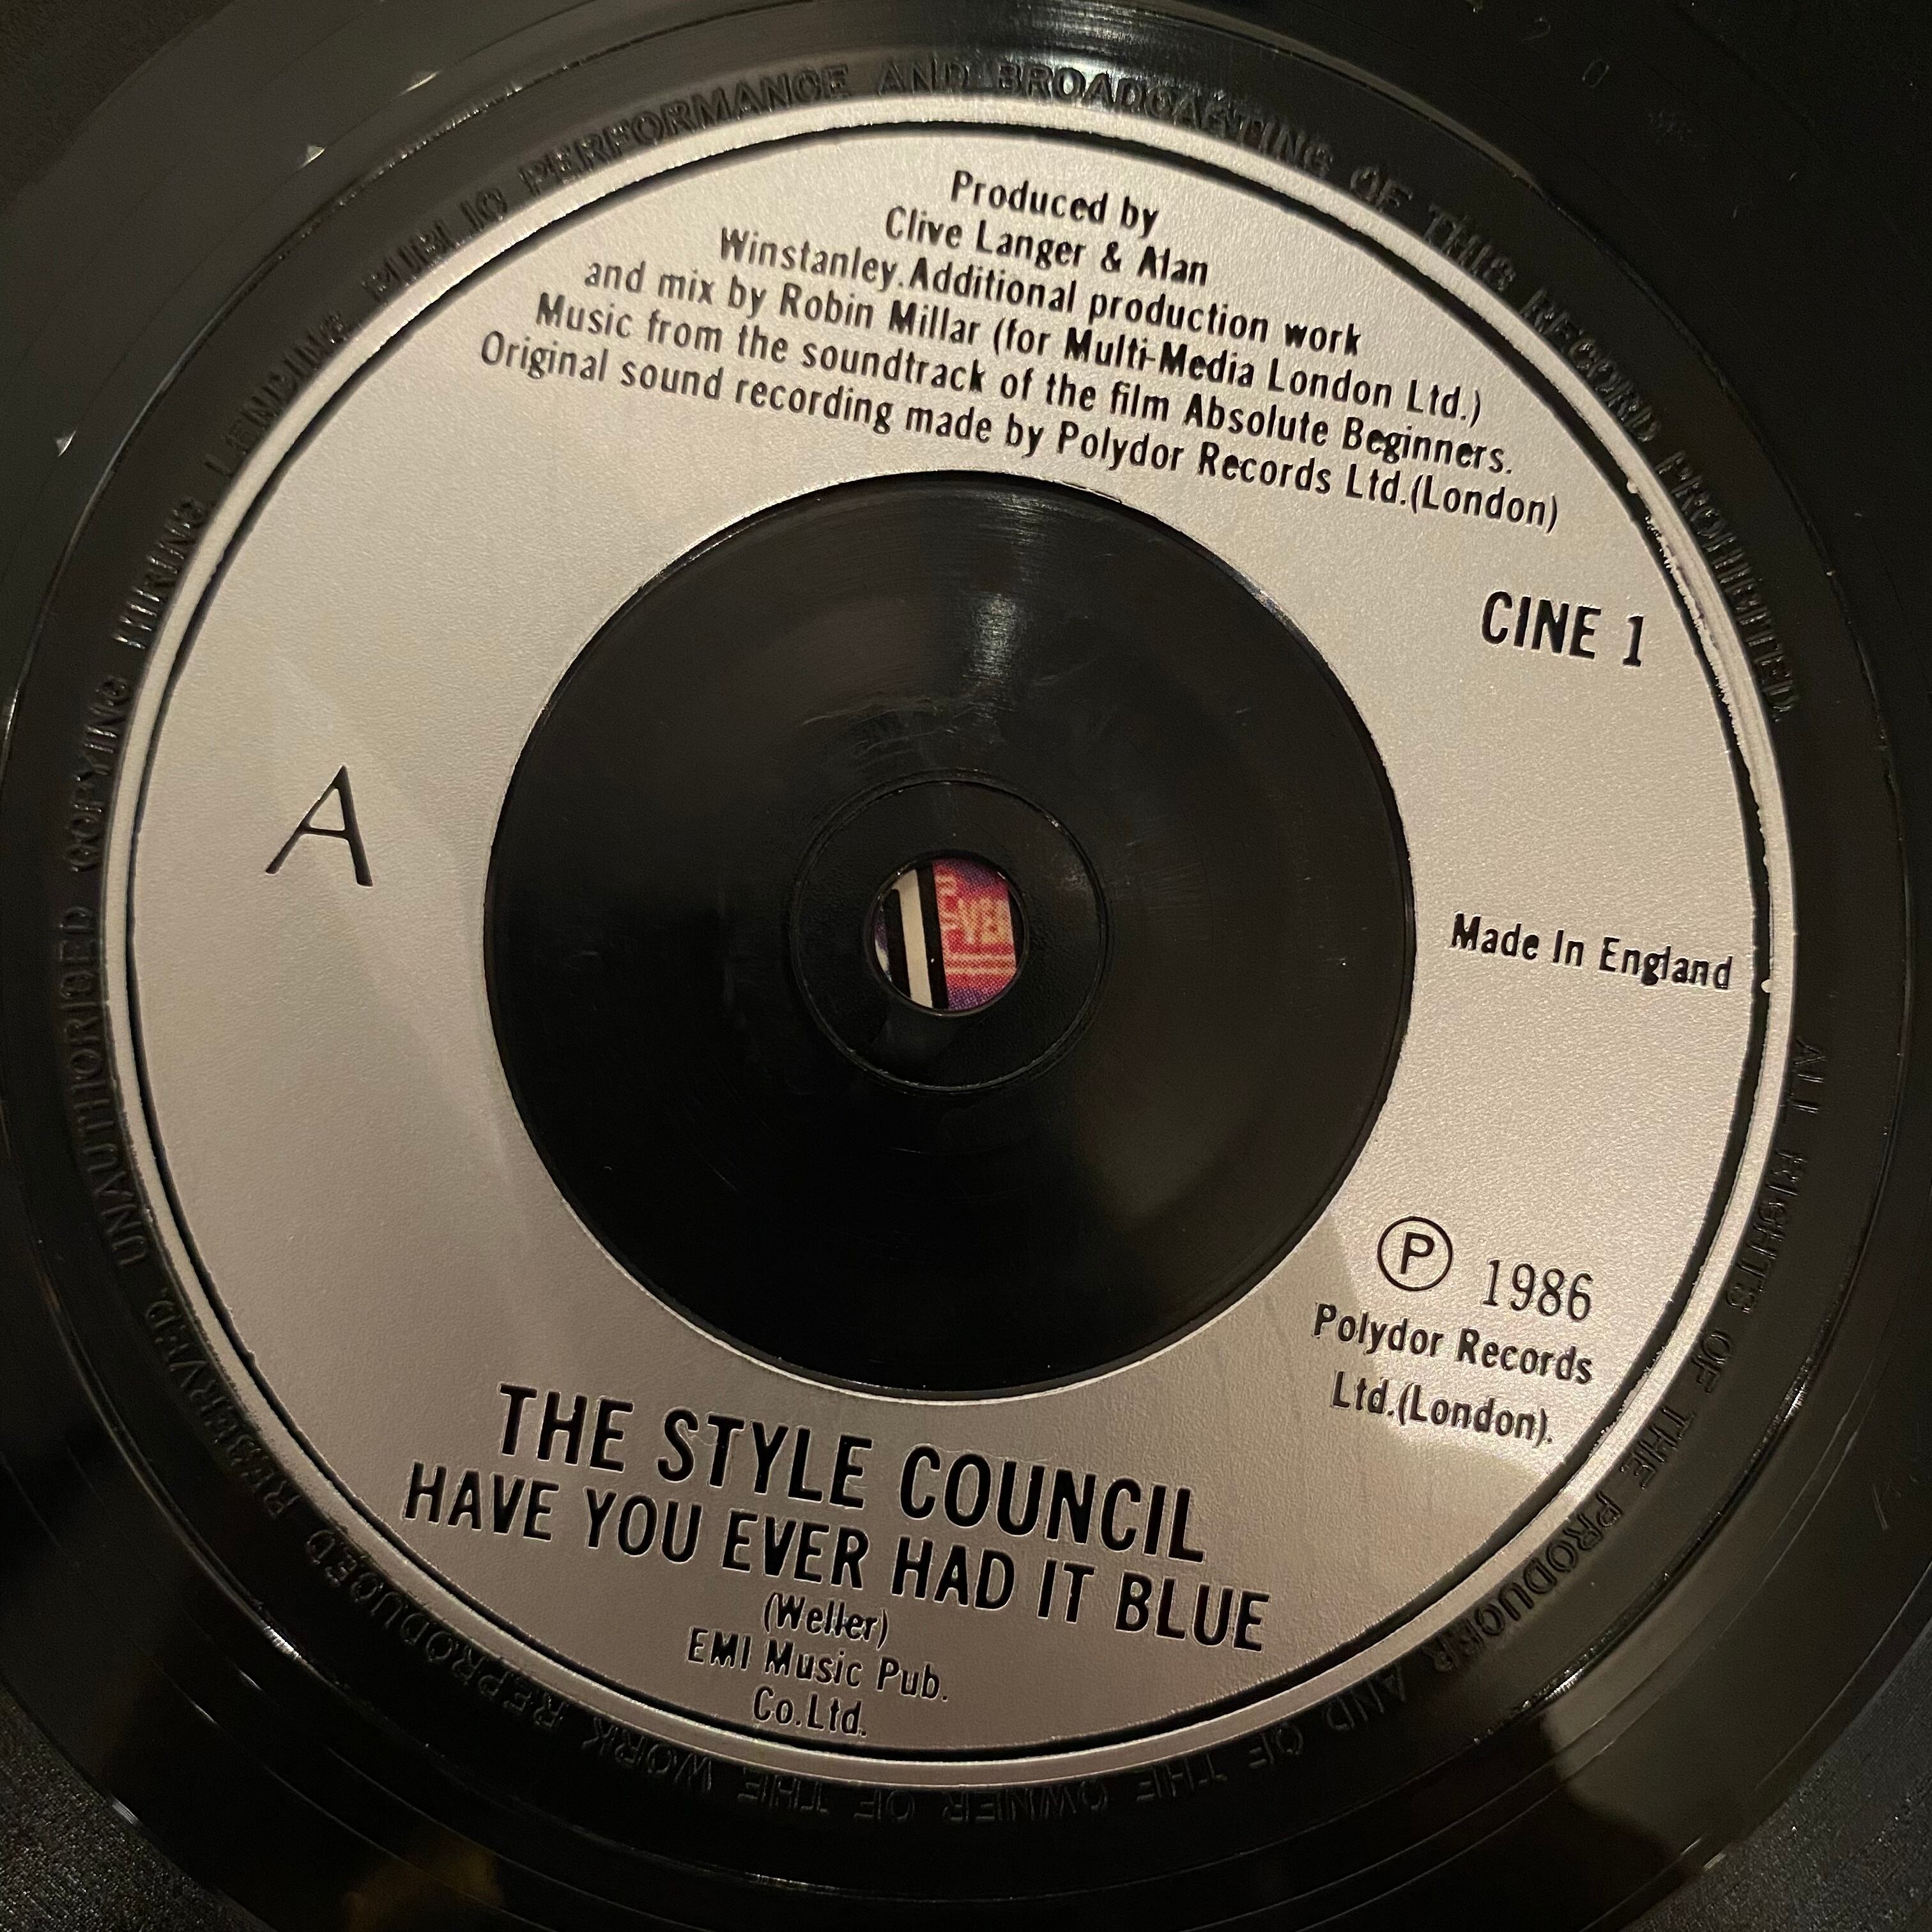 Produced by
Clive Langer & Alan
Winstanley.Additional production work
and mix by Robin Millar (for Multi-Media London Ltd.)
Music from the soundtrack of the film Absolute Beginners.
Original sound recording made by Polydor Records Ltd.(London)
CINE 1
A
Made In England
Ⓟ 1986
Polydor Records
Ltd.(London).
THE STYLE COUNCIL
HAVE YOU EVER HAD IT BLUE
(Weller)
EMI Music Pub.
Co.Ltd.
ALL RIGHTS OF THE PRODUCER AND OF THE OWNER OF THE WORK REPRODUCED RESERVED. UNAUTHORISED COPYING HIRING LENDING PUBLIC PERFORMANCE AND BROADCASTING OF THIS RECORD PROHIBITED.